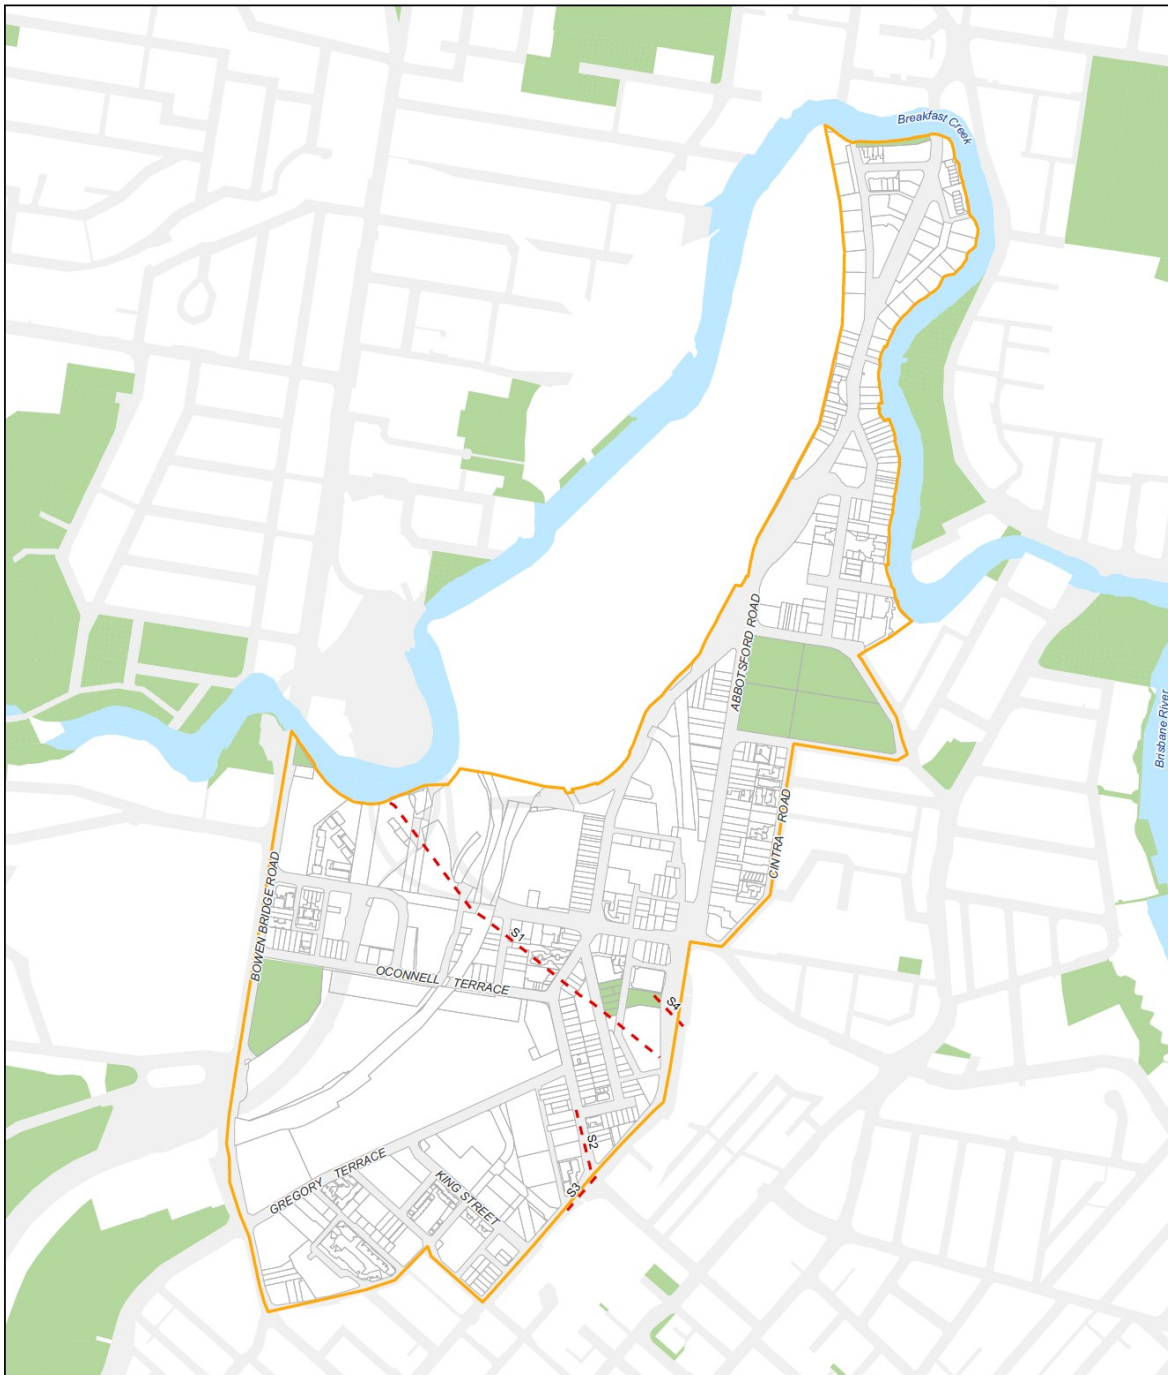 Breakfast Creek
ABBOTSFORD ROAD
Brisbane River
CINTRA ROAD
BOWEN BRIDGE ROAD
S1
OCONNELL TERRACE
S4
S2
GREGORY TERRACE
S3
KING STREET